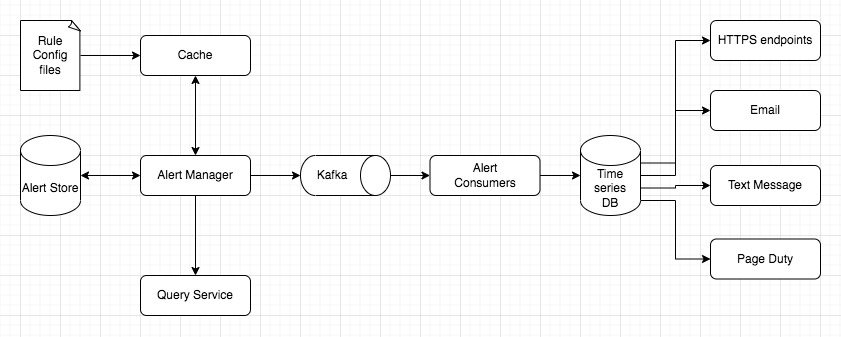 Rule
Config
files
Cache
HTTPS endpoints
Email
Alert Store
Alert Manager
Kafka
Alert
Consumers
Time
series
DB
Text Message
Page Duty
Query Service